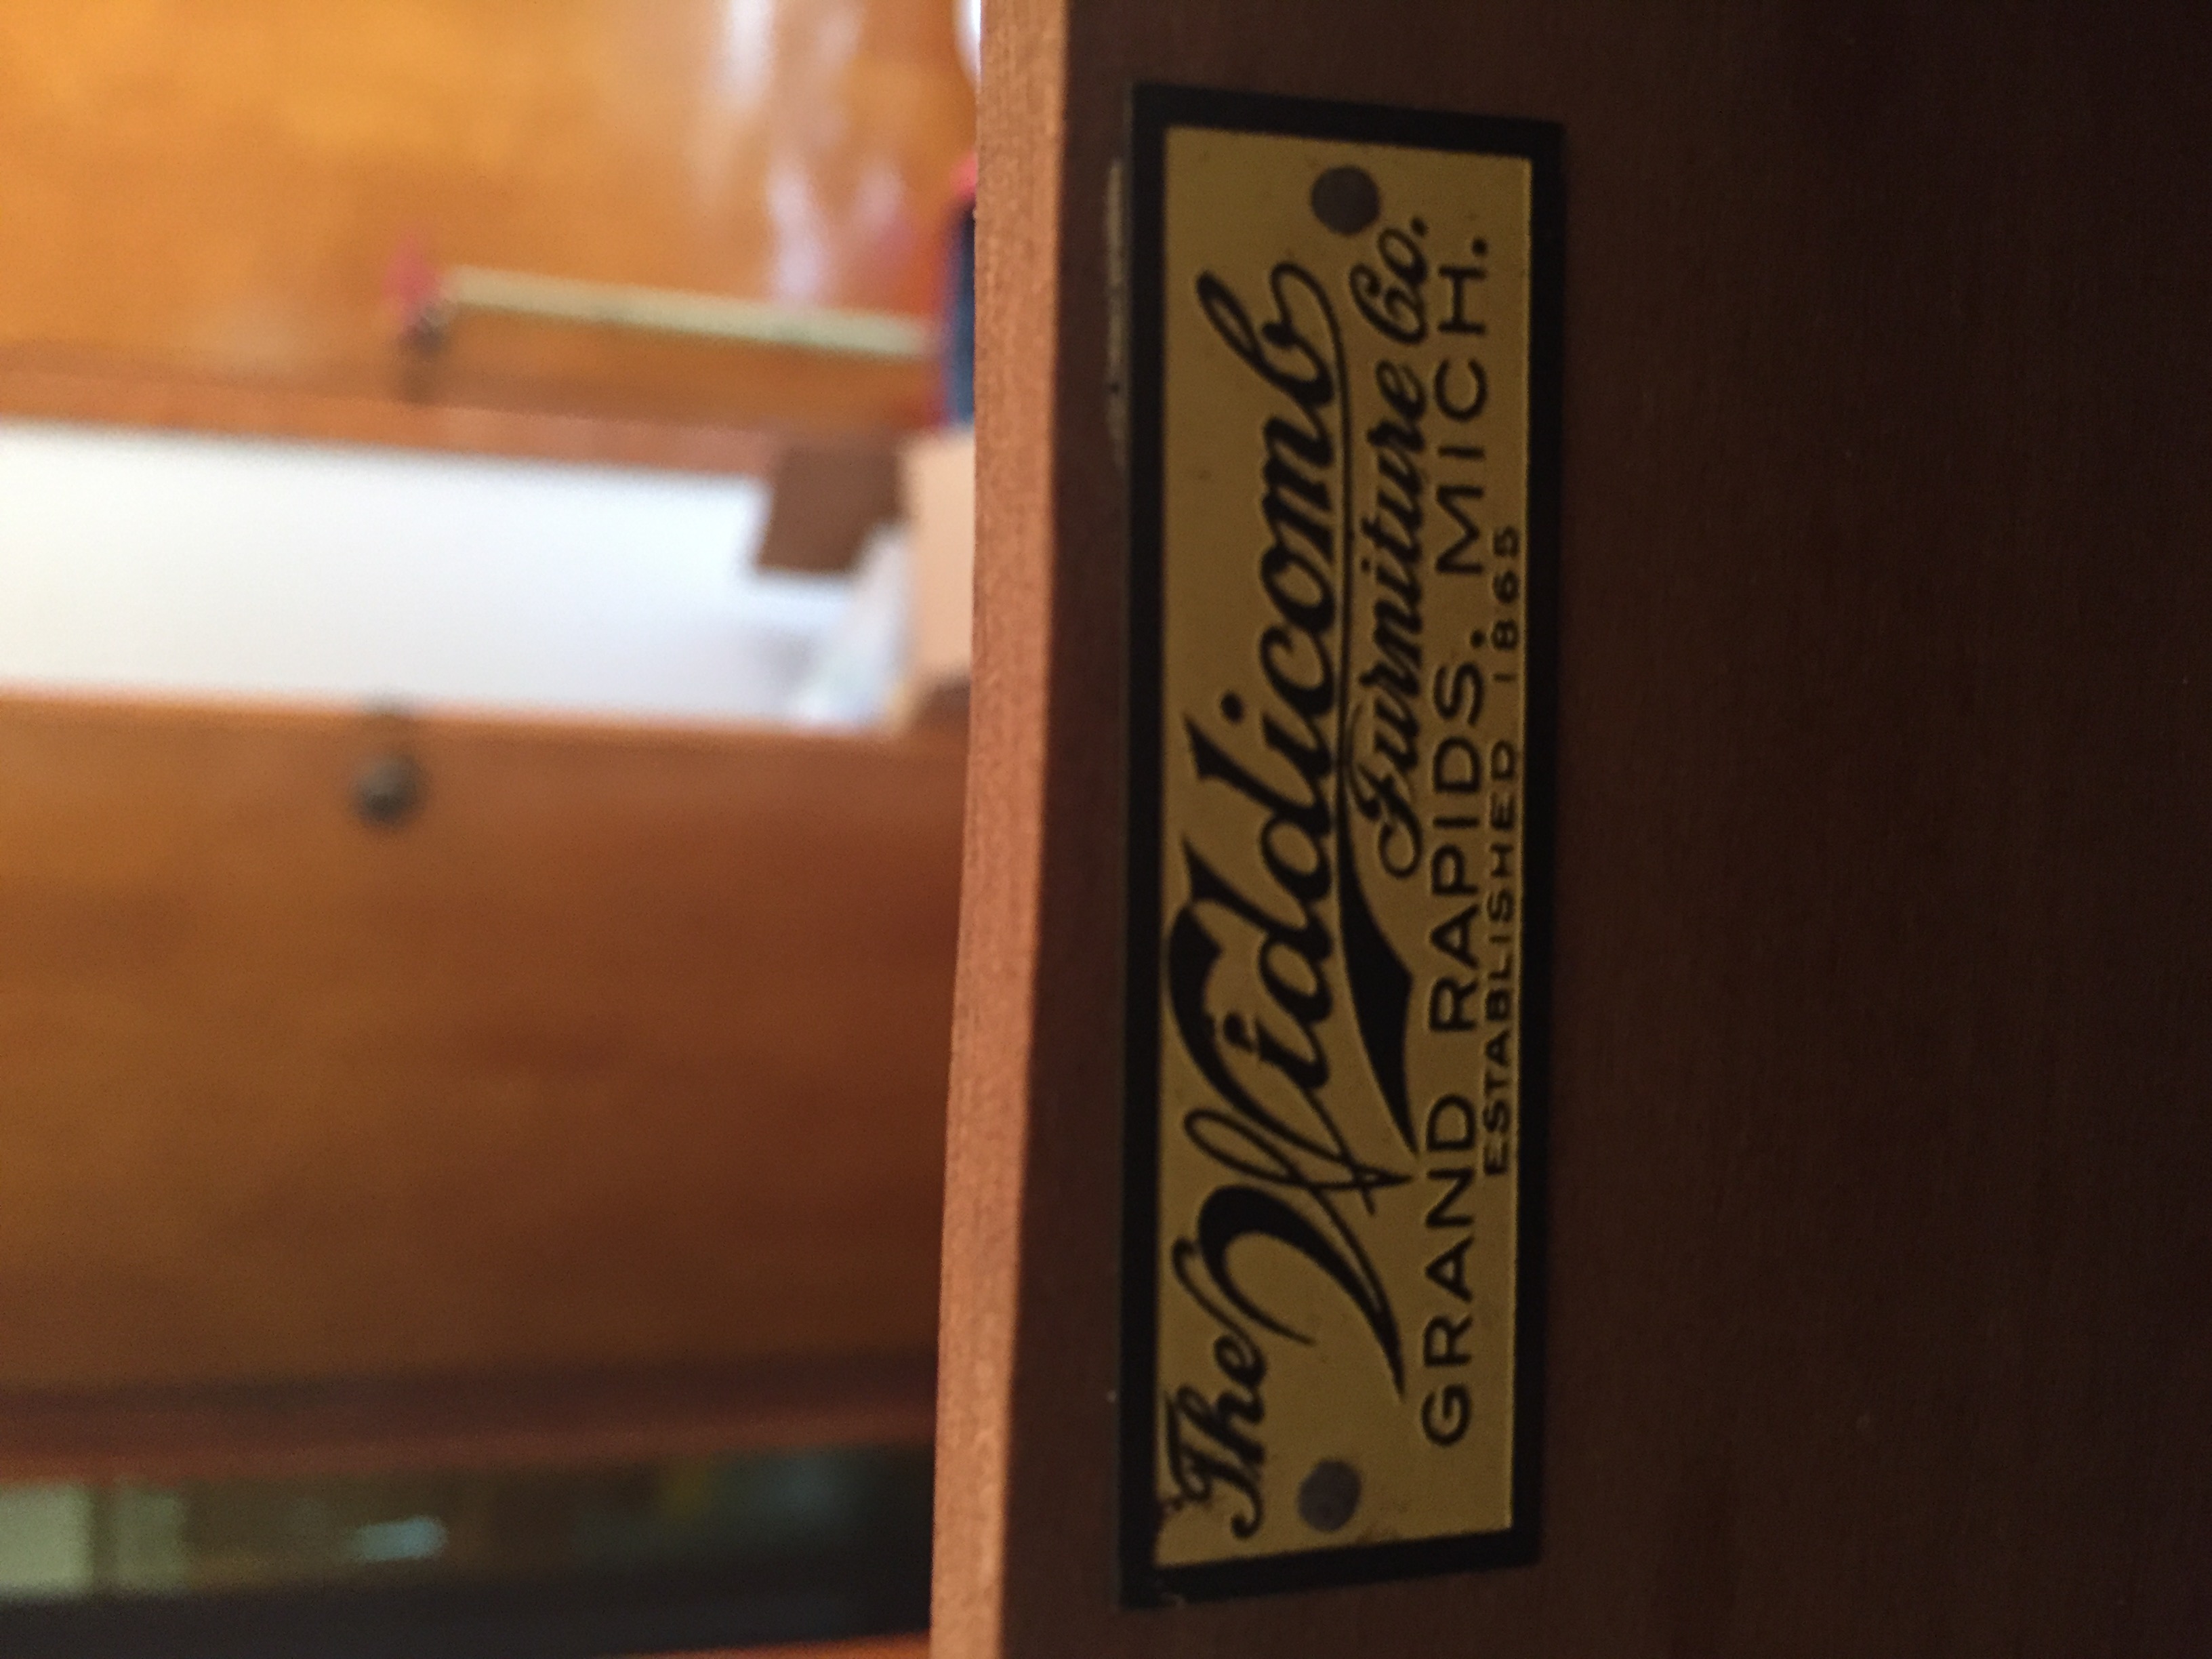 The Widdicomb
Furniture Co.
GRAND RAPIDS. MICH.
ESTABLISHED 1865